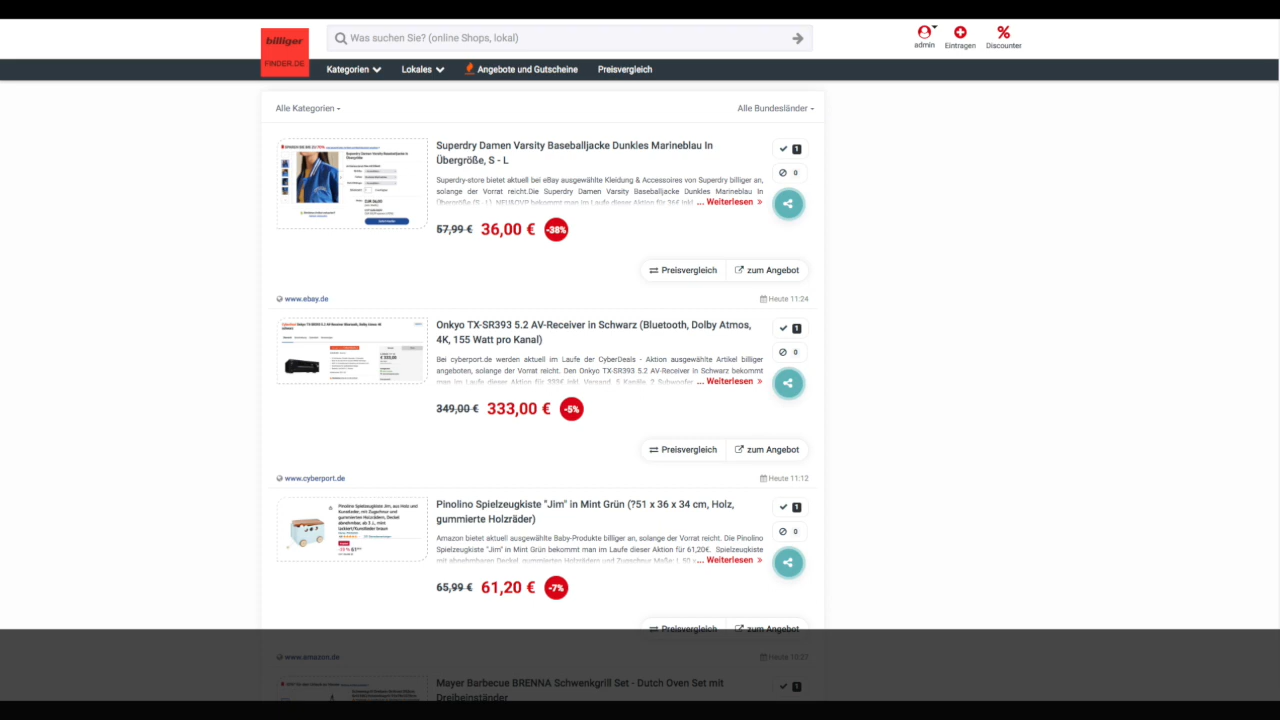 billiger
FINDER.DE
Was suchen Sie? (online Shops, lokal)
admin
Eintragen
Discounter
Kategorien
Lokales
Angebote und Gutscheine
Preisvergleich
Alle Kategorien
Alle Bundesländer
Superdry Damen Varsity Baseballjacke Dunkles Marineblau In
Übergröße, S - L
1
Superstore-store bietet aktuell bei eBay ausgewählte Kleidung & Accessoires von Superdry billiger an,
solange der Vorrat reicht.Die Superdry Damen Varsity Baseballjacke Dunkles Marineblau In
0
... Weiterlesen »
57,99 € 36,00 € -38%
Preisvergleich
zum Angebot
www.ebay.de
Heute 11:24
Onkyo TX-SR393 5.2 AV-Receiver in Schwarz (Bluetooth, Dolby Atmos,
4K, 155 Watt pro Kanal)
1
Bei cyberport.de werden aktuell im Laufe der CyberDeals - Aktion ausgewählte Artikel billiger
angeboten, solange der Vorrat reicht. Den Onkyo TX-SR393 5.2 AV-Receiver in Schwarz bekommt
0
... Weiterlesen »
349,00 € 333,00 € -5%
Preisvergleich
zum Angebot
www.cyberport.de
Heute 11:12
Pinolino Spielzeugkiste "Jim" in Mint Grün (?51 x 36 x 34 cm, Holz,
gummierte Holzräder)
1
Amazon bietet aktuell ausgewählte Baby-Produkte billiger an, solange der Vorrat reicht. Die Pinolino
Spielzeugkiste "Jim" in Mint Grün bekommt man im Laufe dieser Aktion für 61,20€. Spielzeugkiste
0
... Weiterlesen »
65,99 € 61,20 € -7%
Preisvergleich
zum Angebot
www.amazon.de
Mayer Barbecue BRENNA Schwenkgrill Set - Dutch Oven Set mit
Dreibeinständer
1